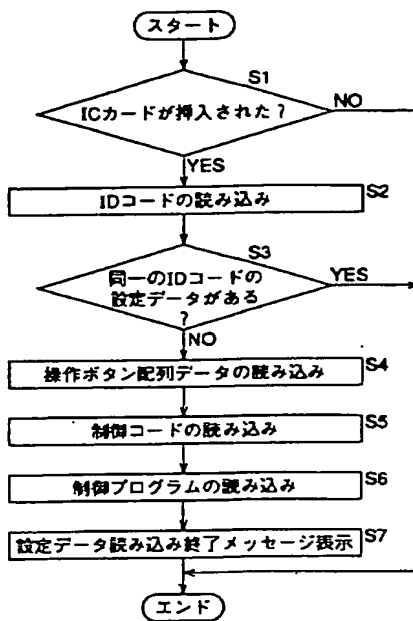 スタート
S1
ICカードが挿入された?
NO
YES
S2
IDコードの読み込み
S3
同一のIDコードの
設定データがある
?
YES
NO
S4
操作ボタン配列データの読み込み
S5
制御コードの読み込み
S6
制御プログラムの読み込み
S7
設定データ読み込み終了メッセージ表示
エンド